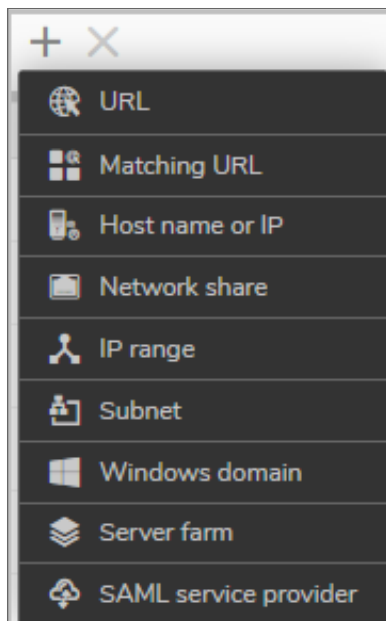 URL
Matching URL
Host name or IP
Network share
IP range
Subnet
Windows domain
Server farm
SAML service provider